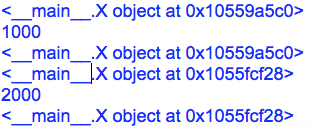 <__main__.X object at 0x10559a5c0>
1000
<__main__.X object at 0x10559a5c0>
<__main__.X object at 0x1055fcf28>
2000
<__main__.X object at 0x1055fcf28>